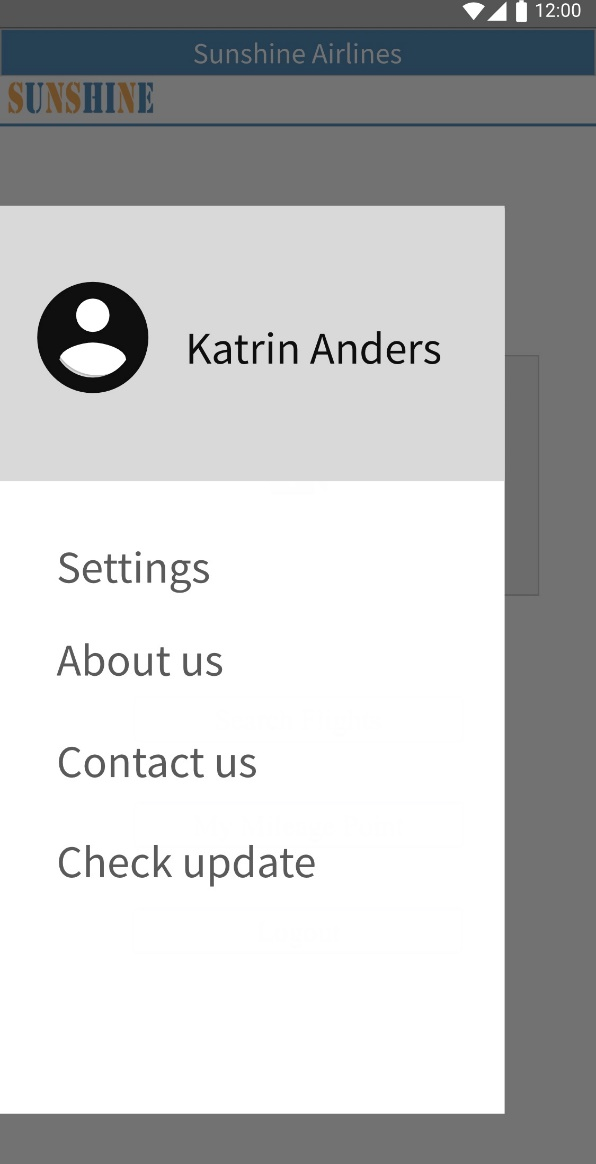 12:00
Sunshine Airlines
SUNSHINE
Katrin Anders
Settings
About us
Contact us
Check update